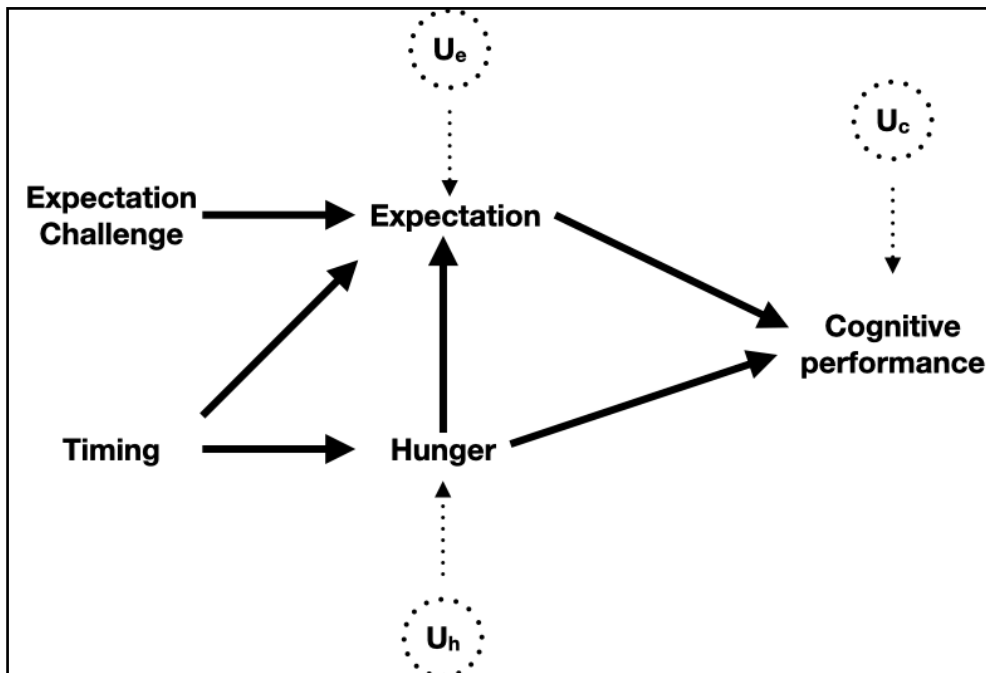 Ue
Uc
Expectation
Challenge
Expectation
Cognitive
performance
Timing
Hunger
Uh